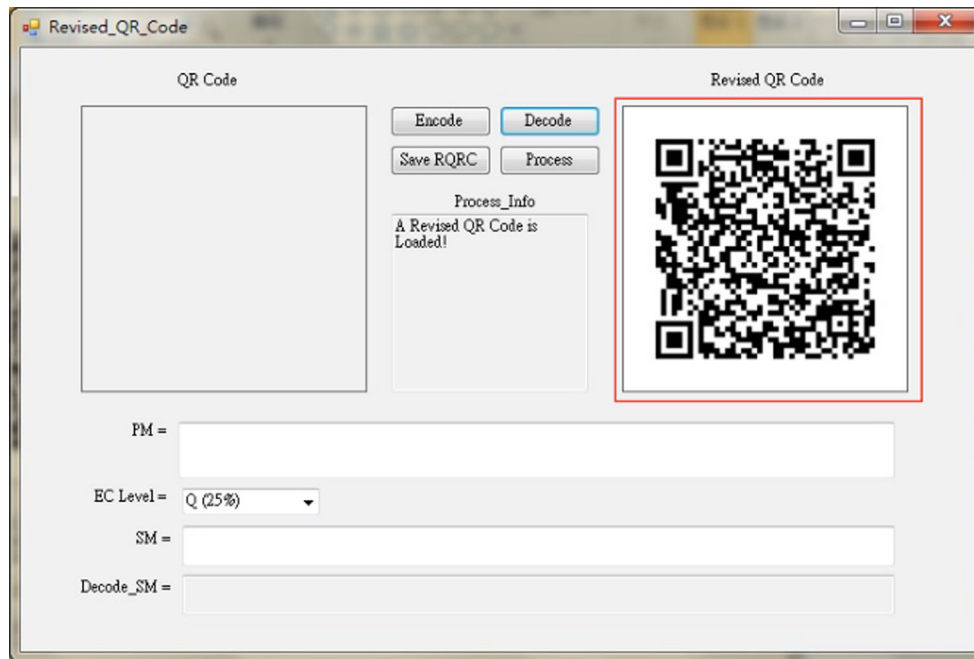 Revised_QR_Code
QR Code
Revised QR Code
Encode
Decode
Save RQRC
Process
Process_Info
A Revised QR Code is
Loaded!
PM =
EC Level = Q (25%)
SM =
Decode_SM =